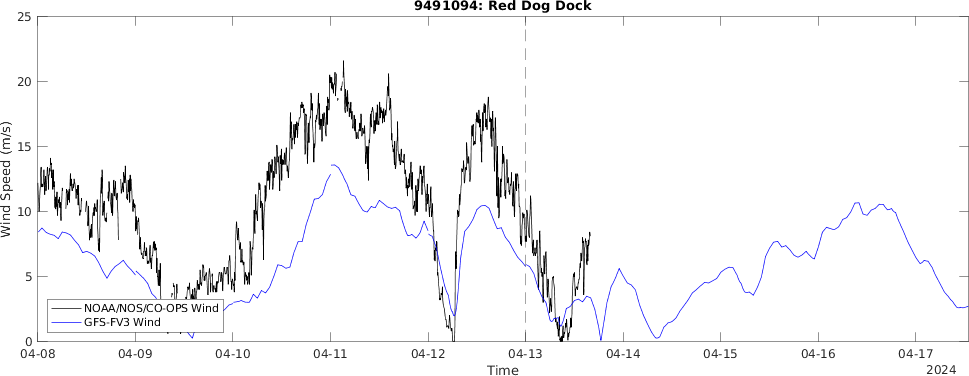 9491094: Red Dog Dock
25
20
15
10
5
0
Wind Speed (m/s)
NOAA/NOS/CO-OPS Wind
GFS-FV3 Wind
04-08 04-09 04-10 04-11 04-12 04-13 04-14 04-15 04-16 04-17
Time
2024